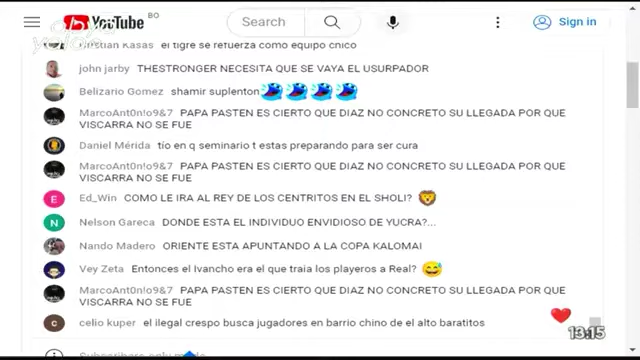 YouTube BO
Search
Sign in
Kasas el tigre se refuerza como equipo chico
john jarby THESTRONGER NECESITA QUE SE VAYA EL USURPADOR
Belizario Gomez shamir suplenton
MarcoAnt0n!o9&7 PAPA PASTEN ES CIERTO QUE DIAZ NO CONCRETO SU LLEGADA POR QUE
VISCARRA NO SE FUE
Daniel Mérida tío en q seminario t estas preparando para ser cura
MarcoAnt0n!o9&7 PAPA PASTEN ES CIERTO QUE DIAZ NO CONCRETO SU LLEGADA POR QUE
VISCARRA NO SE FUE
E Ed_Win COMO LE IRA AL REY DE LOS CENTRITOS EN EL SHOLI?
N Nelson Gareca DONDE ESTA EL INDIVIDUO ENVIDIOSO DE YUCRA?...
Nando Madero ORIENTE ESTA APUNTANDO A LA COPA KALOMAI
Vey Zeta Entonces el Ivancho era el que traia los playeros a Real?
MarcoAnt0n!o9&7 PAPA PASTEN ES CIERTO QUE DIAZ NO CONCRETO SU LLEGADA POR QUE
VISCARRA NO SE FUE
c celio kuper el ilegal crespo busca jugadores en barrio chino de el alto baratitos
13:15
Subscribers-only mode